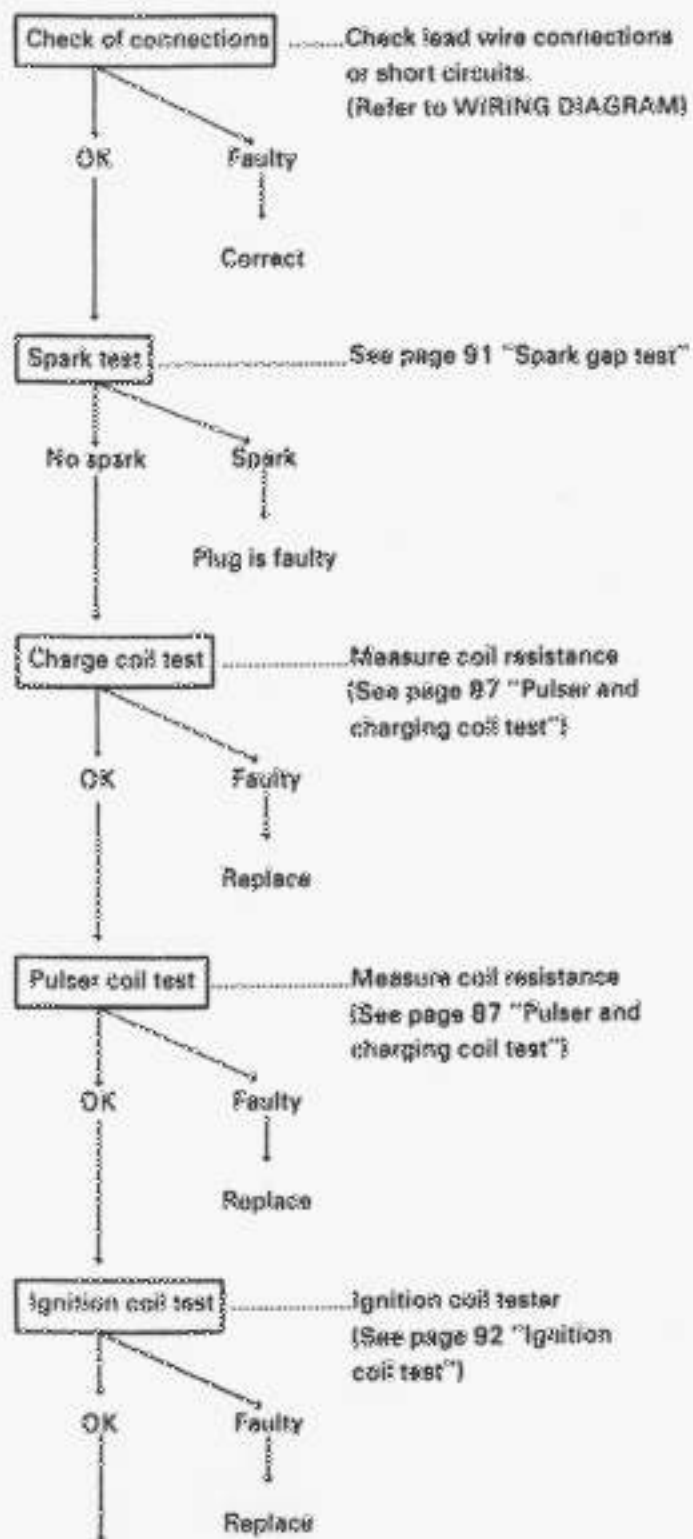 Check of connections
Check lead wire connections
or short circuits.
(Refer to WIRING DIAGRAM)
OK
Faulty
Correct
Spark test
See page 91 "Spark gap test"
No spark
Spark
Plug is faulty
Charge coil test
Measure coil resistance
(See page 87 "Pulser and
charging coil test")
OK
Faulty
Replace
Pulser coil test
Measure coil resistance
(See page 87 "Pulser and
charging coil test")
OK
Faulty
Replace
Ignition coil test
Ignition coil tester
(See page 92 "Ignition
coil test")
OK
Faulty
Replace